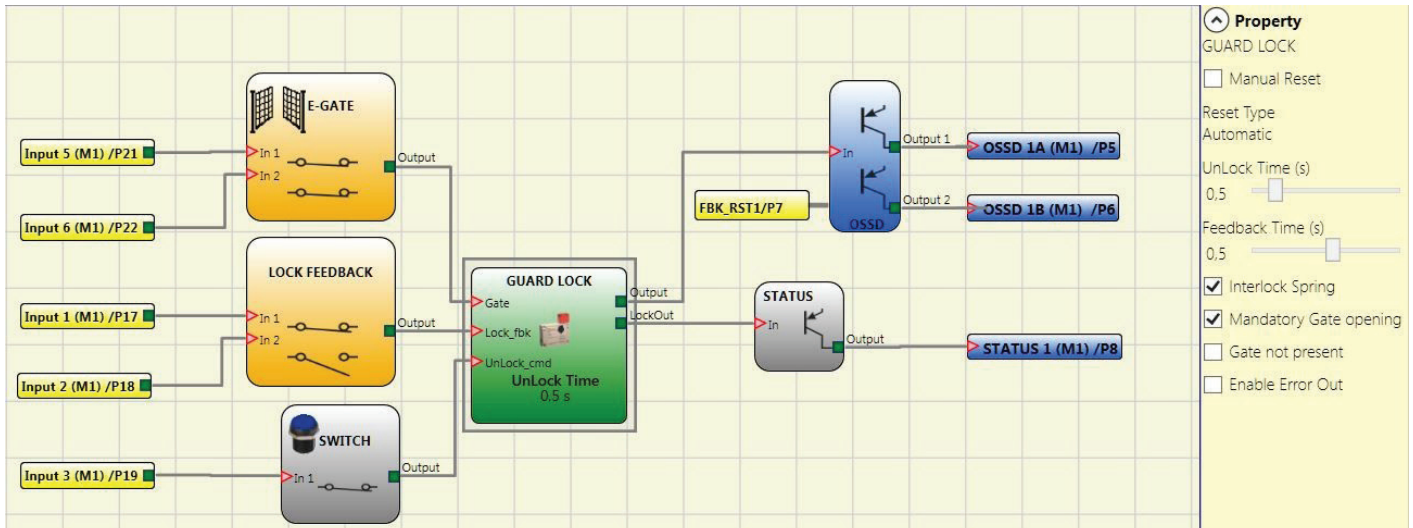 E-GATE
Input 5 (M1) /P21
In 1
In 2
Output
Input 6 (M1) /P22
LOCK FEEDBACK
Input 1 (M1) /P17
In 1
In 2
Output
Input 2 (M1) /P18
SWITCH
Input 3 (M1) /P19
In 1
Output
GUARD LOCK
Gate
Lock_fbk
UnLock_cmd
Output
LockOut
UnLock Time
0.5 s
FBK_RST1/P7
In
Output 1
Output 2
OSSD
OSSD 1A (M1) /P5
OSSD 1B (M1) /P6
STATUS
In
Output
STATUS 1 (M1) /P8
Property
GUARD LOCK
Manual Reset
Reset Type
Automatic
UnLock Time (s)
0,5
Feedback Time (s)
0,5
Interlock Spring
Mandatory Gate opening
Gate not present
Enable Error Out